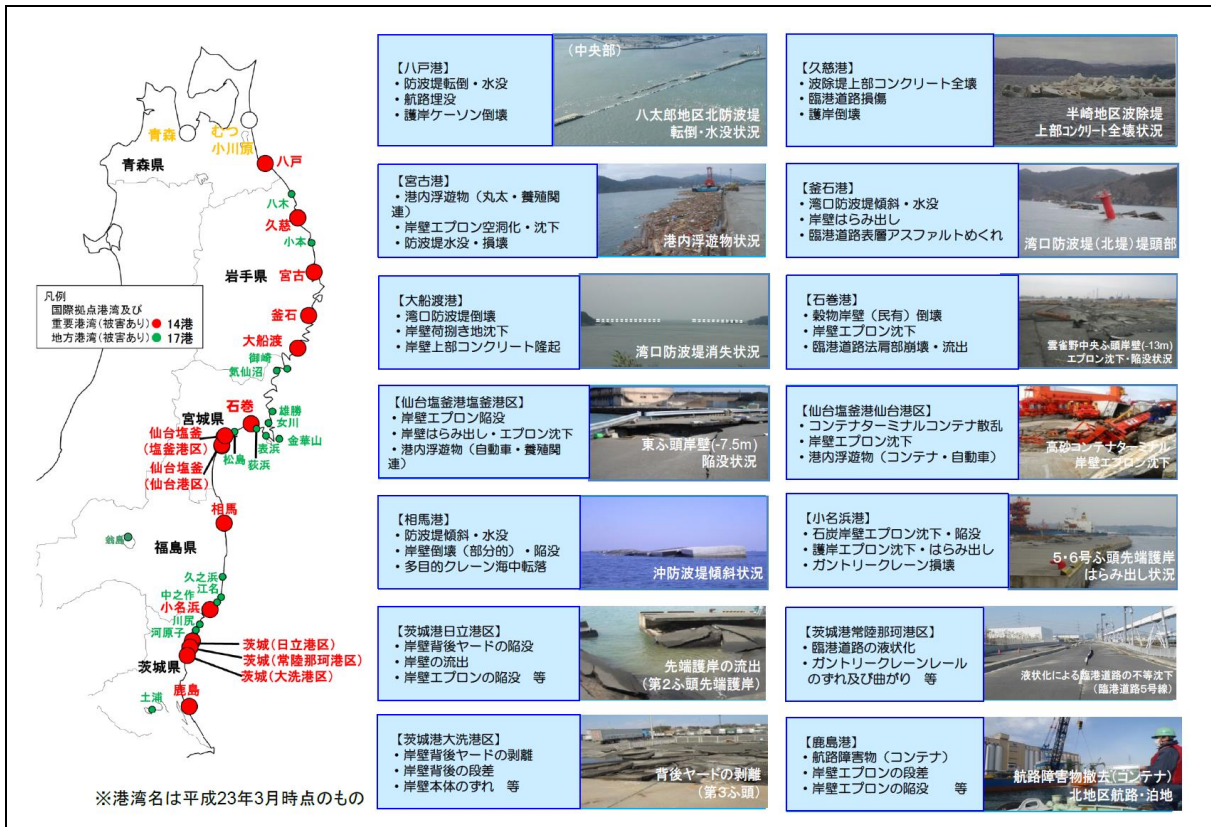 青森
むつ
小川原
青森県
八戸
八木
久慈
小本
岩手県
宮古
凡例
国際拠点港湾及び
重要港湾(被害あり) 14港
地方港湾(被害あり) 17港
釜石
大船渡
御崎
気仙沼
石巻
宮城県
雄勝
女川
仙台塩釜
(塩釜港区)
金華山
表浜
荻浜
松島
仙台塩釜
(仙台港区)
相馬
翁島
福島県
久之浜
江名
中之作
小名浜
川尻
河原子
茨城(日立港区)
茨城(常陸那珂港区)
茨城(大洗港区)
茨城県
土浦
鹿島
※港湾名は平成23年3月時点のもの
【八戸港】
・防波堤転倒・水没
・航路埋没
・護岸ケーソン倒壊
(中央部)
八太郎地区北防波堤
転倒・水没状況
【久慈港】
・波除堤上部コンクリート全壊
・臨港道路損傷
・護岸倒壊
半崎地区波除堤
上部コンクリート全壊状況
【宮古港】
・港内浮遊物(丸太・養殖関
連)
・岸壁エプロン空洞化・沈下
・防波堤水没・損壊
港内浮遊物状況
【釜石港】
・湾口防波堤傾斜・水没
・岸壁はらみ出し
・臨港道路表層アスファルトめくれ
湾口防波堤(北堤)堤頭部
【大船渡港】
・湾口防波堤倒壊
・岸壁荷捌き地沈下
・岸壁上部コンクリート隆起
湾口防波堤消失状況
【石巻港】
・穀物岸壁(民有)倒壊
・岸壁エプロン沈下
・臨港道路法肩部崩壊・流出
雲雀野中央ふ頭岸壁(-13m)
エプロン沈下・陥没状況
【仙台塩釜港塩釜港区】
・岸壁エプロン陥没
・岸壁はらみ出し・エプロン沈下
・港内浮遊物(自動車・養殖関
連)
東ふ頭岸壁(-7.5m)
陥没状況
【仙台塩釜港仙台港区】
・コンテナターミナルコンテナ散乱
・岸壁エプロン沈下
・港内浮遊物(コンテナ・自動車)
高砂コンテナターミナル
岸壁エプロン沈下
【相馬港】
・防波堤傾斜・水没
・岸壁倒壊(部分的)・陥没
・多目的クレーン海中転落
沖防波堤傾斜状況
【小名浜港】
・石炭岸壁エプロン沈下・陥没
・護岸エプロン沈下・はらみ出し
・ガントリークレーン損壊
5・6号ふ頭先端護岸
はらみ出し状況
【茨城港日立港区】
・岸壁背後ヤードの陥没
・岸壁の流出
・岸壁エプロンの陥没 等
先端護岸の流出
(第2ふ頭先端護岸)
【茨城港常陸那珂港区】
・臨港道路の液状化
・ガントリークレーンレール
のずれ及び曲がり 等
液状化による臨港道路の不等沈下
(臨港道路5号線)
【茨城港大洗港区】
・岸壁背後ヤードの剥離
・岸壁背後の段差
・岸壁本体のずれ 等
背後ヤードの剥離
(第3ふ頭)
【鹿島港】
・航路障害物(コンテナ)
・岸壁エプロンの段差
・岸壁エプロンの陥没 等
航路障害物撤去(コンテナ)
北地区航路・泊地